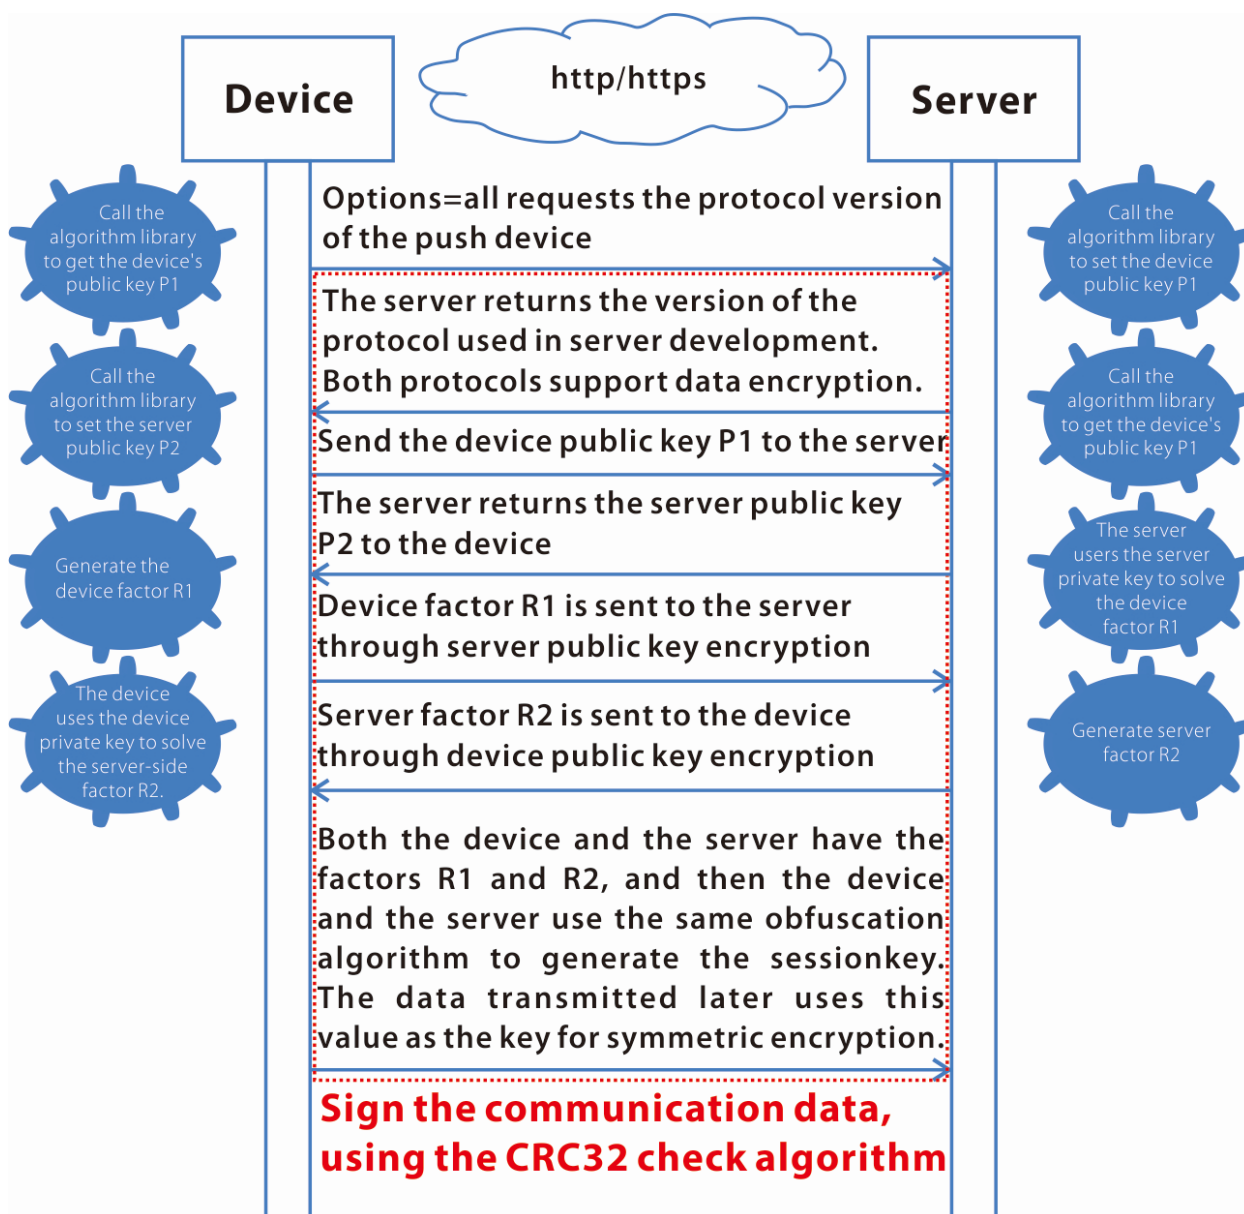 http/https
Device
Server
Options=all requests the protocol version
of the push device
Call the
algorithm library
to get the device's
public key P1
Call the
algorithm library
to set the device
public key P1
The server returns the version of the
protocol used in server development.
Both protocols support data encryption.
Call the
algorithm library
to set the server
public key P2
Call the
algorithm library
to get the device's
public key P1
Send the device public key P1 to the server
The server returns the server public key
P2 to the device
Generate the
device factor R1
The server
users the server
private key to solve
the device
factor R1
Device factor R1 is sent to the server
through server public key encryption
The device
uses the device
private key to solve
the server-side
factor R2.
Server factor R2 is sent to the device
through device public key encryption
Generate server
factor R2
Both the device and the server have the
factors R1 and R2, and then the device
and the server use the same obfuscation
algorithm to generate the sessionkey.
The data transmitted later uses this
value as the key for symmetric encryption.
Sign the communication data,
using the CRC32 check algorithm